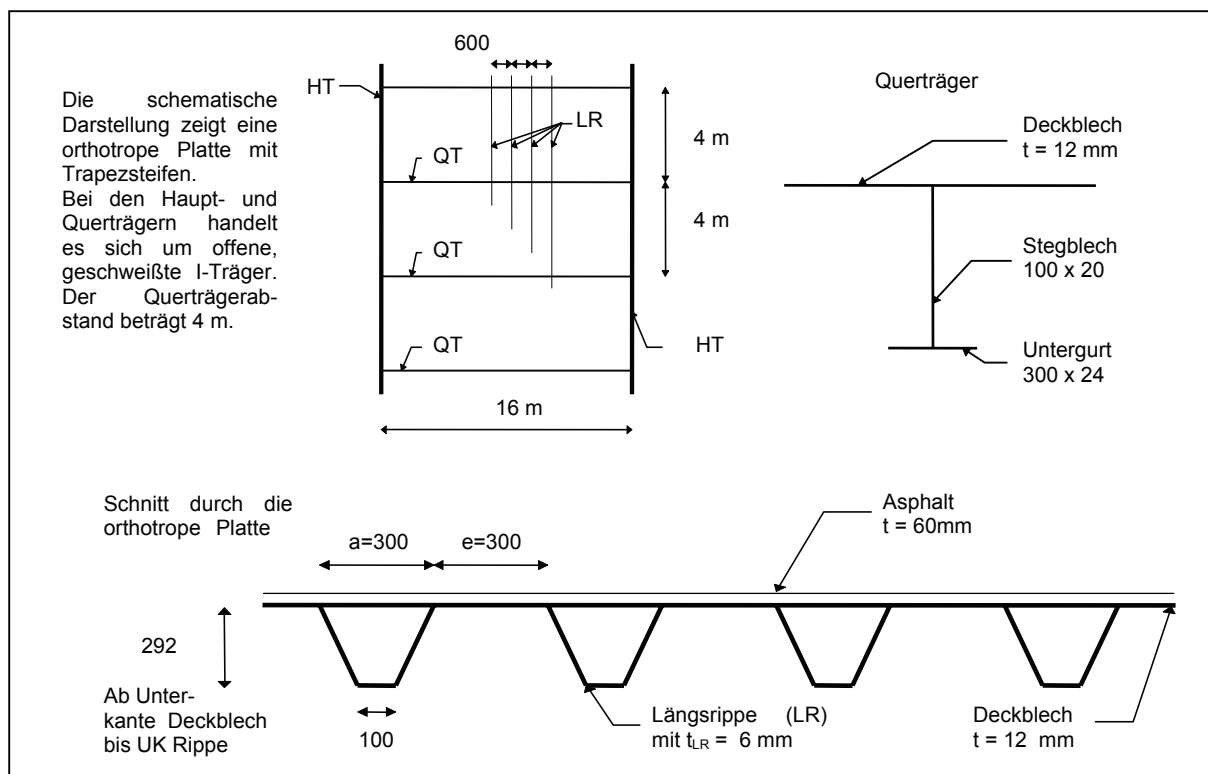 Die schematische
Darstellung zeigt eine
orthotrope Platte mit
Trapezsteifen.
Bei den Haupt- und
Querträgern handelt
es sich um offene,
geschweißte I-Träger.
Der Querträgerab-
stand beträgt 4 m.
600
HT
LR
QT
4 m
QT
4 m
QT
HT
16 m
Querträger
Deckblech
t = 12 mm
Stegblech
100 x 20
Untergurt
300 x 24
Schnitt durch die
orthotrope Platte
a=300
e=300
Asphalt
t = 60mm
292
Ab Unter-
kante Deckblech
bis UK Rippe
100
Längsrippe (LR)
mit tLR = 6 mm
Deckblech
t = 12 mm